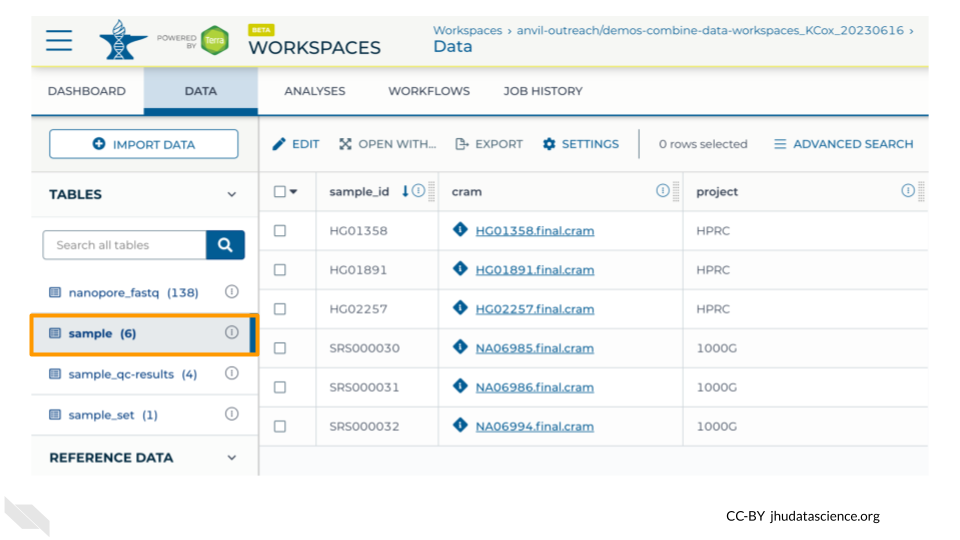 POWERED BY Terra
BETA
WORKSPACES
Workspaces › anvil-outreach/demos-combine-data-workspaces_KCox_20230616 ›
Data
DASHBOARD DATA ANALYSES WORKFLOWS JOB HISTORY
IMPORT DATA EDIT OPEN WITH... EXPORT SETTINGS 0 rows selected ADVANCED SEARCH
TABLES
sample_id cram project
Search all tables
HG01358 HG01358.final.cram HPRC
HG01891 HG01891.final.cram HPRC
nanopore_fastq (138)
HG02257 HG02257.final.cram HPRC
sample (6)
SRS000030 NA06985.final.cram 1000G
sample_qc-results (4)
SRS000031 NA06986.final.cram 1000G
sample_set (1)
SRS000032 NA06994.final.cram 1000G
REFERENCE DATA
CC-BY jhudatascience.org